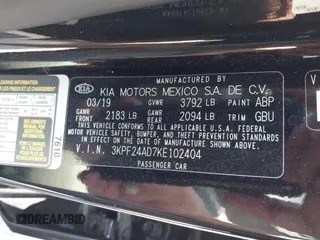 MANUFACTURED BY
KIA KIA MOTORS MEXICO S.A. DE C.V.
03/19 GVWR 3792 LB PAINT ABP
GAWR FRONT 2183 LB GAWR REAR 2094 LB TRIM GBU
THIS VEHICLE CONFORMS TO ALL APPLICABLE U.S.A. FEDERAL
MOTOR VEHICLE SAFETY, BUMPER, AND THEFT PREVENTION
STANDARDS IN EFFECT ON THE DATE OF MANUFACTURE SHOWN ABOVE.
V.I.N. 3KPF24AD7KE102404
PASSENGER CAR
7610
DREAMBID